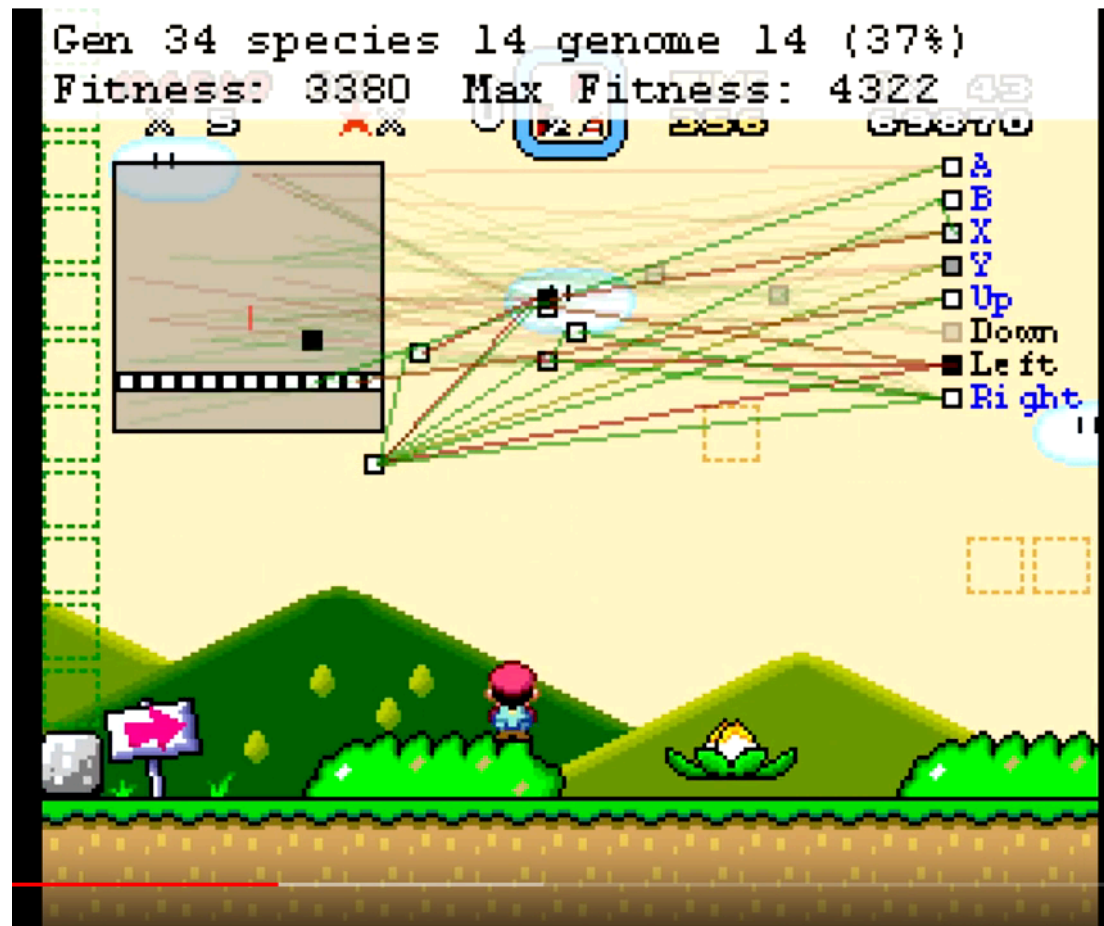 Gen 34 species 14 genome 14 (37%)
Fitness: 3380 Max Fitness: 4322
A
B
X
Y
Up
Down
Left
Right